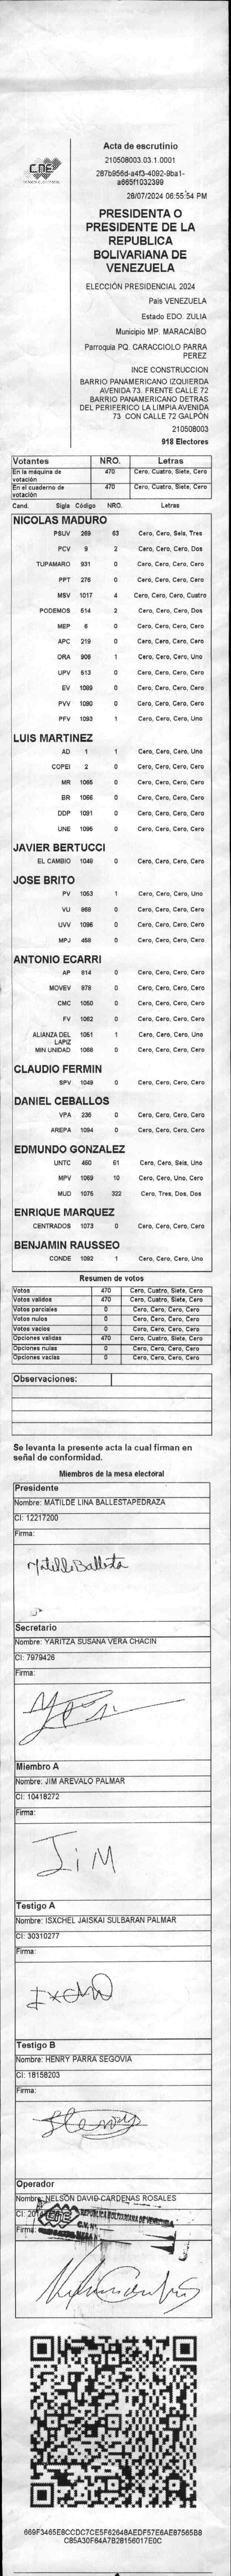 CNE
Acta de escrutinio
210508003.03.1.0001
287b956d-a4f3-4092-9ba1-
a665f1032399
28/07/2024 06:55:54 PM
PRESIDENTA O
PRESIDENTE DE LA
REPUBLICA
BOLIVARIANA DE
VENEZUELA
ELECCIÓN PRESIDENCIAL 2024
Pais VENEZUELA
Estado EDO. ZULIA
Municipio MP. MARACAIBO
Parroquia PQ. CARACCIOLO PARRA
PEREZ
INCE CONSTRUCCION
BARRIO PANAMERICANO IZQUIERDA
AVENIDA 73. FRENTE CALLE 72
BARRIO PANAMERICANO DETRAS
DEL PERIFERICO LA LIMPIA AVENIDA
73 CON CALLE 72 GALPÓN
210508003
918 Electores
Votantes NRO. Letras
En la máquina de votación 470 Cero, Cuatro, Siete, Cero
En el cuaderno de votación 470 Cero, Cuatro, Siete, Cero
Cand. Sigla Código NRO. Letras
NICOLAS MADURO
PSUV 269 63 Cero, Cero, Seis, Tres
PCV 9 2 Cero, Cero, Cero, Dos
TUPAMARO 931 0 Cero, Cero, Cero, Cero
PPT 276 0 Cero, Cero, Cero, Cero
MSV 1017 4 Cero, Cero, Cero, Cuatro
PODEMOS 514 2 Cero, Cero, Cero, Dos
MEP 6 0 Cero, Cero, Cero, Cero
APC 219 0 Cero, Cero, Cero, Cero
ORA 906 1 Cero, Cero, Cero, Uno
UPV 513 0 Cero, Cero, Cero, Cero
EV 1089 0 Cero, Cero, Cero, Cero
PVV 1090 0 Cero, Cero, Cero, Cero
PFV 1093 1 Cero, Cero, Cero, Uno
LUIS MARTINEZ
AD 1 1 Cero, Cero, Cero, Uno
COPEI 2 0 Cero, Cero, Cero, Cero
MR 1065 0 Cero, Cero, Cero, Cero
BR 1066 0 Cero, Cero, Cero, Cero
DDP 1091 0 Cero, Cero, Cero, Cero
UNE 1096 0 Cero, Cero, Cero, Cero
JAVIER BERTUCCI
EL CAMBIO 1048 0 Cero, Cero, Cero, Cero
JOSE BRITO
PV 1053 1 Cero, Cero, Cero, Uno
VU 868 0 Cero, Cero, Cero, Cero
UVV 1095 0 Cero, Cero, Cero, Cero
MPJ 458 0 Cero, Cero, Cero, Cero
ANTONIO ECARRI
AP 814 0 Cero, Cero, Cero, Cero
MOVEV 878 0 Cero, Cero, Cero, Cero
CMC 1050 0 Cero, Cero, Cero, Cero
FV 1062 0 Cero, Cero, Cero, Cero
ALIANZA DEL LAPIZ 1051 1 Cero, Cero, Cero, Uno
MIN UNIDAD 1068 0 Cero, Cero, Cero, Cero
CLAUDIO FERMIN
SPV 1049 0 Cero, Cero, Cero, Cero
DANIEL CEBALLOS
VPA 236 0 Cero, Cero, Cero, Cero
AREPA 1094 0 Cero, Cero, Cero, Cero
EDMUNDO GONZALEZ
UNTC 460 61 Cero, Cero, Seis, Uno
MPV 1069 10 Cero, Cero, Uno, Cero
MUD 1075 322 Cero, Tres, Dos, Dos
ENRIQUE MARQUEZ
CENTRADOS 1073 0 Cero, Cero, Cero, Cero
BENJAMIN RAUSSEO
CONDE 1092 1 Cero, Cero, Cero, Uno
Resumen de votos
Votos 470 Cero, Cuatro, Siete, Cero
Votos validos 470 Cero, Cuatro, Siete, Cero
Votos parciales 0 Cero, Cero, Cero, Cero
Votos nulos 0 Cero, Cero, Cero, Cero
Votos vacios 0 Cero, Cero, Cero, Cero
Opciones validas 470 Cero, Cuatro, Siete, Cero
Opciones nulas 0 Cero, Cero, Cero, Cero
Opciones vacias 0 Cero, Cero, Cero, Cero
Observaciones:
Se levanta la presente acta la cual firman en
señal de conformidad.
Miembros de la mesa electoral
Presidente
Nombre: MATILDE LINA BALLESTAPEDRAZA
CI: 12217200
Firma:
Matilde Ballesta
Secretario
Nombre: YARITZA SUSANA VERA CHACIN
CI: 7979426
Firma:
Miembro A
Nombre: JIM AREVALO PALMAR
CI: 10418272
Firma:
JiM
Testigo A
Nombre: ISXCHEL JAISKAI SULBARAN PALMAR
CI: 30310277
Firma:
Testigo B
Nombre: HENRY PARRA SEGOVIA
CI: 18158203
Firma:
Henry
Operador
Nombre: NELSON DAVID CARDENAS ROSALES
CI:
CNE REPUBLICA BOLIVARIANA DE VENEZUELA
Firma:
669F3465E8CCDC7CE5F62648AEDF57E6AE87565B8
C85A30F64A7B28156017E0C